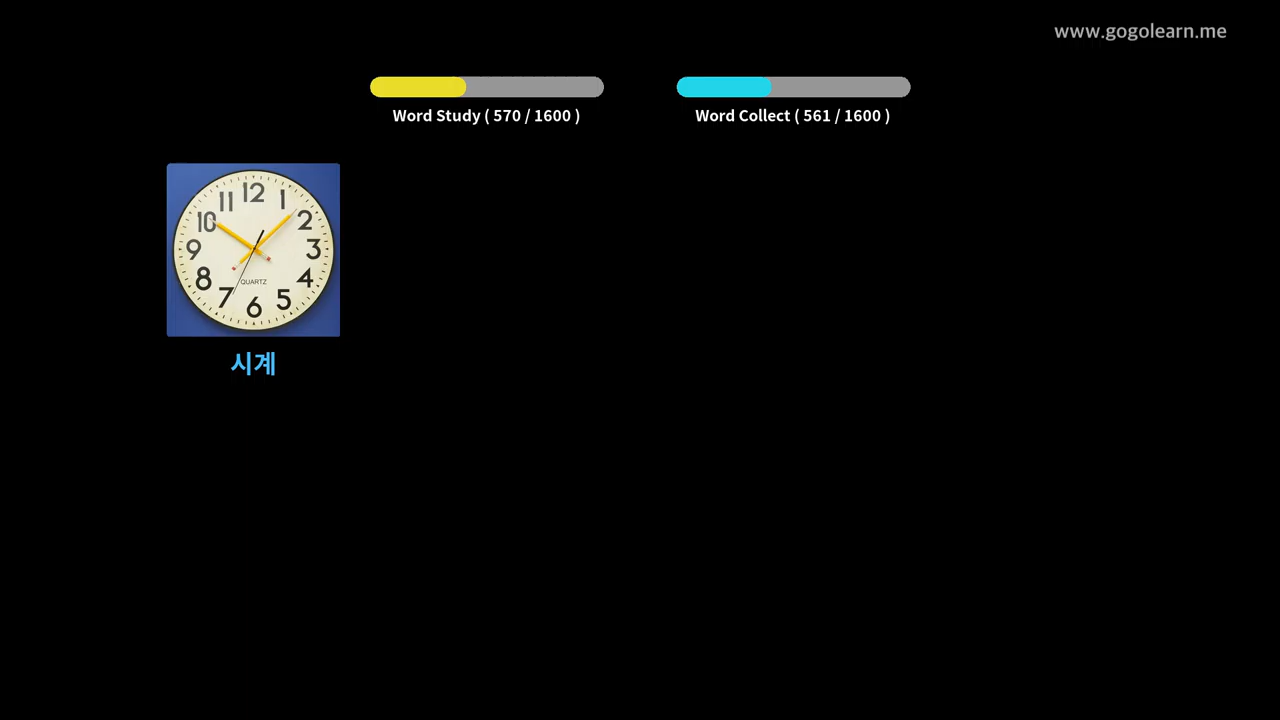 www.gogolearn.me
Word Study ( 570 / 1600 )
Word Collect ( 561 / 1600 )
12
11
1
10
2
9
3
8
4
QUARTZ
7
5
6
시계